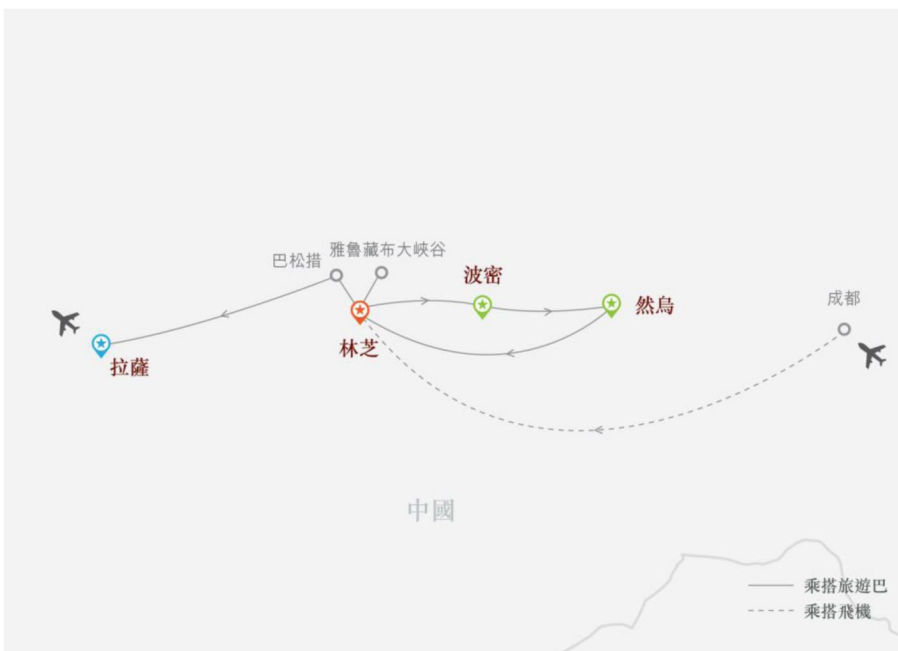 雅魯藏布大峽谷
巴松措
波密
然烏
成都
林芝
拉薩
中國
乘搭旅遊巴
乘搭飛機